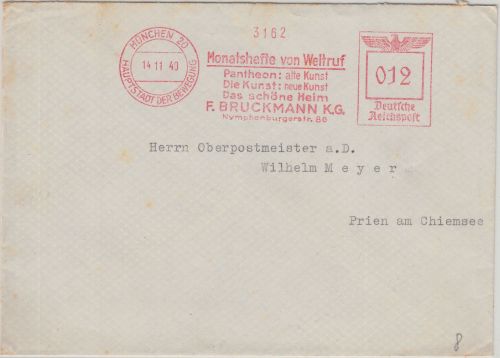 3162
MÜNCHEN 20
14 11 40
HAUPTSTADT DER BEWEGUNG
Monatshefte von Weltruf
Pantheon: alte Kunst
Die Kunst: neue Kunst
Das schöne Heim
F. BRUCKMANN K.G.
Nymphenburgerstr. 86
012
Deutsche
Reichspost
Herrn Oberpostmeister a.D.
Wilhelm Meyer
Prien am Chiemsee
8